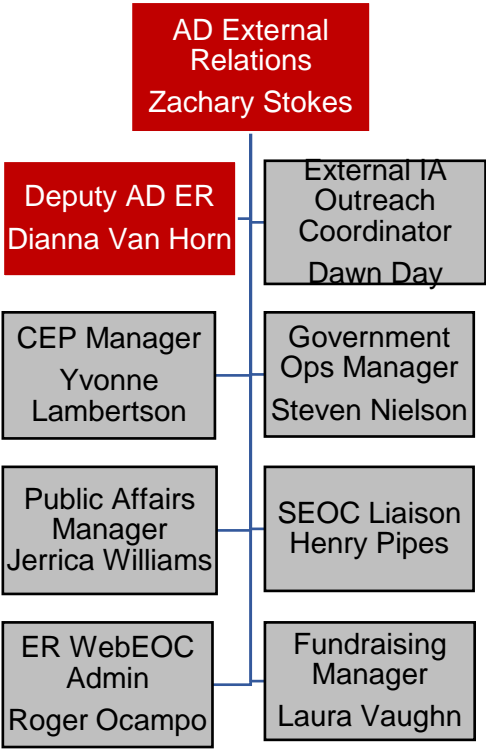 AD External
Relations
Zachary Stokes
Deputy AD ER
Dianna Van Horn
External IA
Outreach
Coordinator
Dawn Day
CEP Manager
Yvonne
Lambertson
Government
Ops Manager
Steven Nielson
Public Affairs
Manager
Jerrica Williams
SEOC Liaison
Henry Pipes
ER WebEOC
Admin
Roger Ocampo
Fundraising
Manager
Laura Vaughn